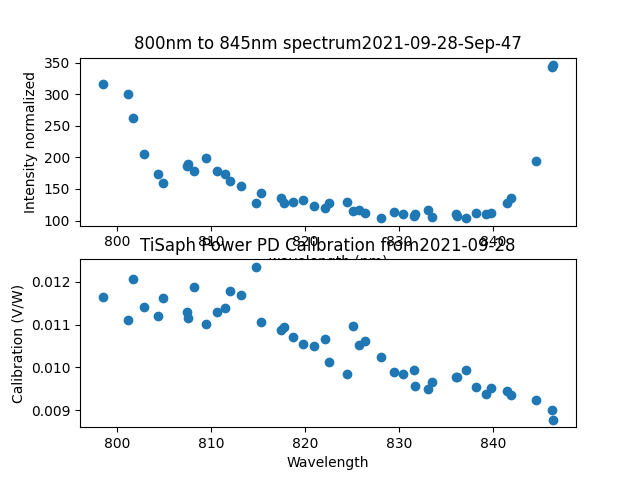 800nm to 845nm spectrum2021-09-28-Sep-47
350
300
250
200
150
100
Intensity normalized
800 810 820 830 840
wavelength (nm)
TiSaph Power PD Calibration from2021-09-28
0.012
0.011
0.010
0.009
Calibration (V/W)
800 810 820 830 840
Wavelength